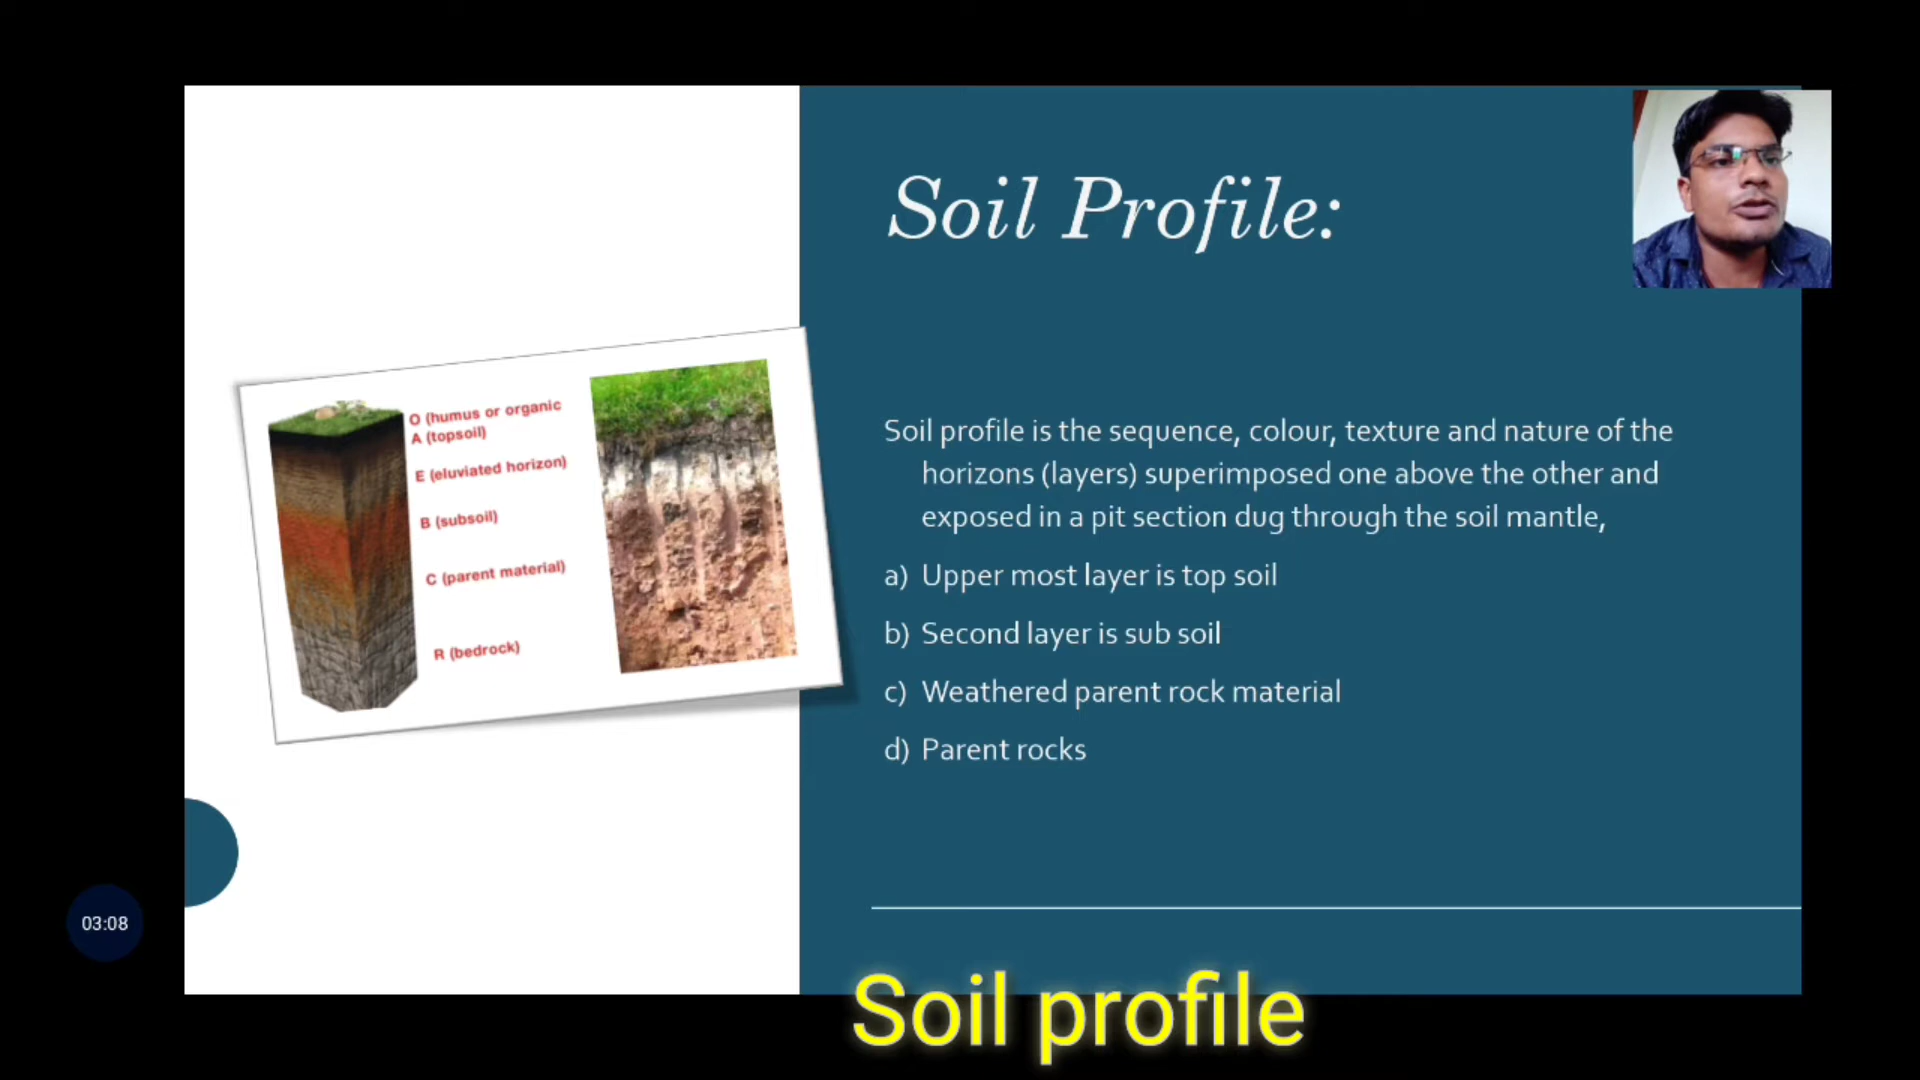 Soil Profile:
O (humus or organic
A (topsoil)
E (eluviated horizon)
B (subsoil)
C (parent material)
R (bedrock)
Soil profile is the sequence, colour, texture and nature of the
horizons (layers) superimposed one above the other and
exposed in a pit section dug through the soil mantle,
a) Upper most layer is top soil
b) Second layer is sub soil
c) Weathered parent rock material
d) Parent rocks
03:08
Soil profile